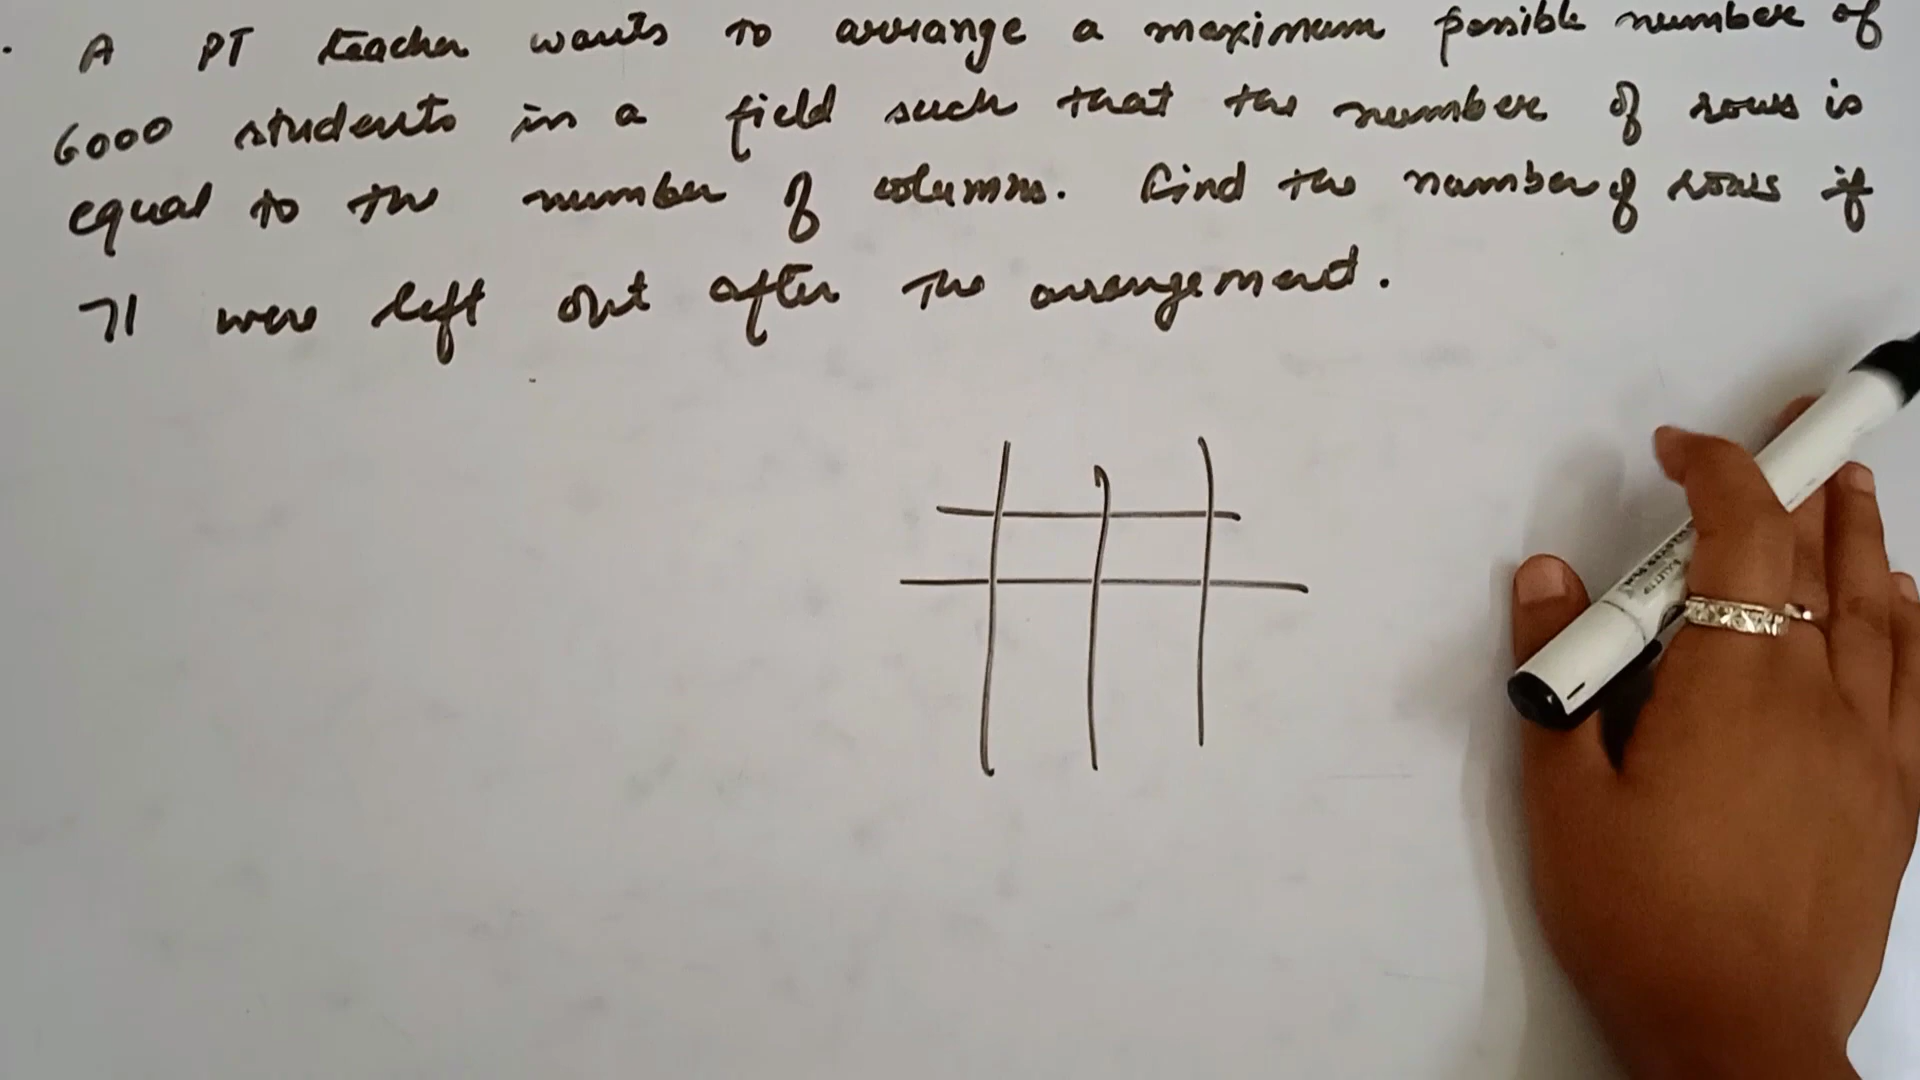 . A PT teacher wants to arrange a maximum possible number of
6000 students in a field such that the number of rows is
equal to the number of columns. Find the number of rows if
71 were left out after the arrangement.